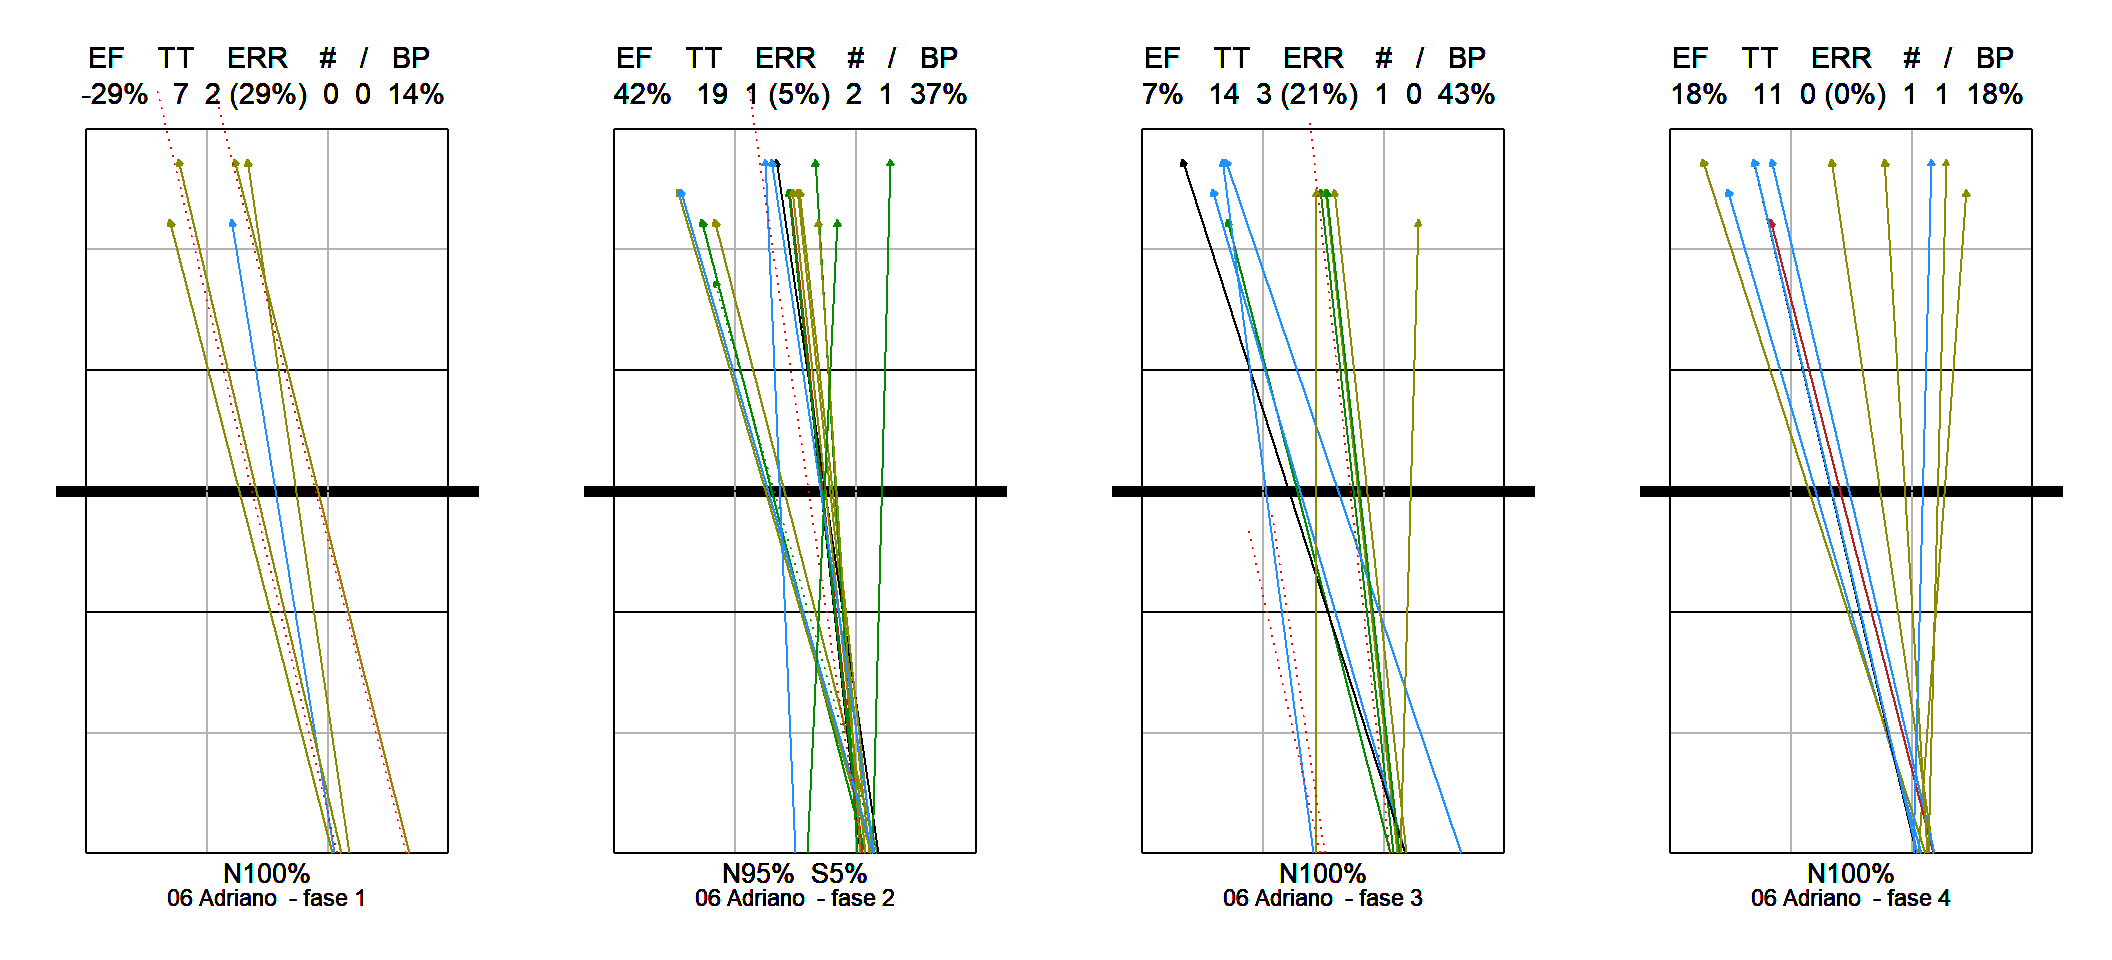 EF TT ERR # / BP
-29% 7 2 (29%) 0 0 14%
N100%
06 Adriano - fase 1
EF TT ERR # / BP
42% 19 1 (5%) 2 1 37%
N95% S5%
06 Adriano - fase 2
EF TT ERR # / BP
7% 14 3 (21%) 1 0 43%
N100%
06 Adriano - fase 3
EF TT ERR # / BP
18% 11 0 (0%) 1 1 18%
N100%
06 Adriano - fase 4